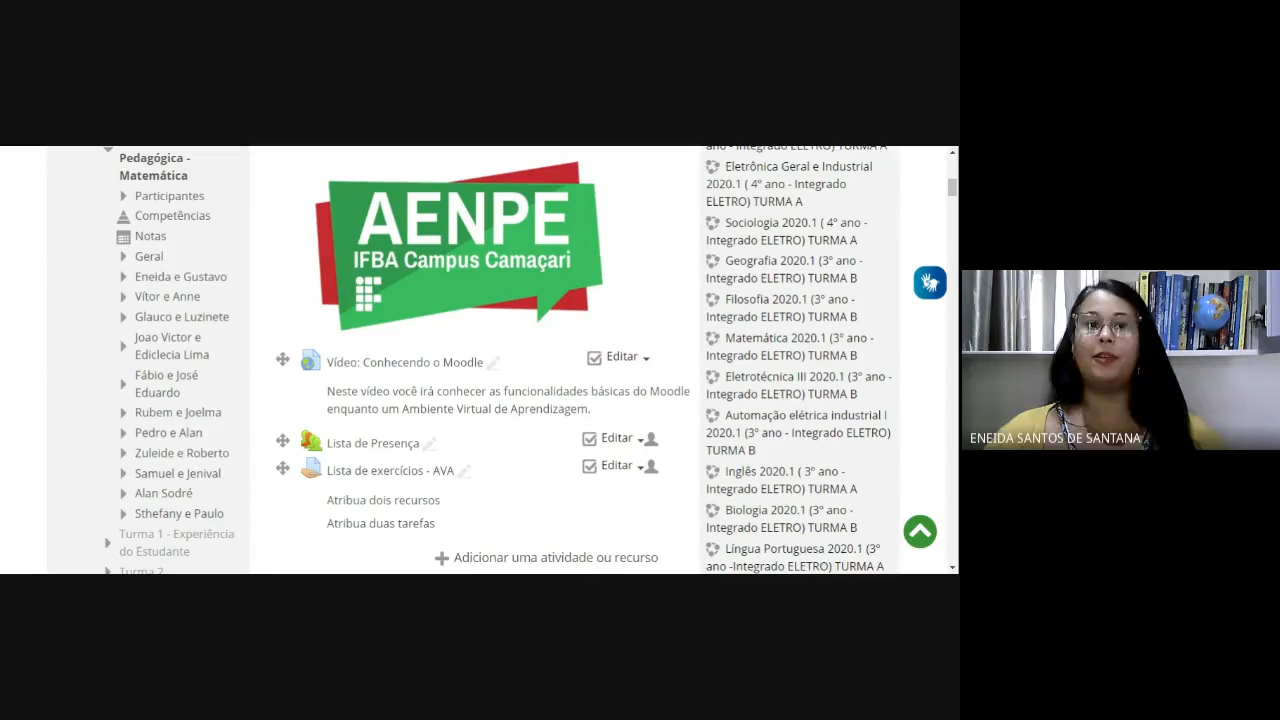 Pedagógica -
Matemática
Participantes
Competências
Notas
Geral
Eneida e Gustavo
Vítor e Anne
Glauco e Luzinete
Joao Victor e
Ediclecia Lima
Fábio e José
Eduardo
Rubem e Joelma
Pedro e Alan
Zuleide e Roberto
Samuel e Jenival
Alan Sodré
Sthefany e Paulo
Turma 1 - Experiência
do Estudante
Turma 2
AENPE
IFBA Campus Camaçari
Vídeo: Conhecendo o Moodle
Editar
Neste vídeo você irá conhecer as funcionalidades básicas do Moodle
enquanto um Ambiente Virtual de Aprendizagem.
Lista de Presença
Editar
Lista de exercícios - AVA
Editar
Atribua dois recursos
Atribua duas tarefas
Adicionar uma atividade ou recurso
ano - Integrado ELETRO) TURMA A
Eletrônica Geral e Industrial
2020.1 ( 4º ano - Integrado
ELETRO) TURMA A
Sociologia 2020.1 ( 4º ano -
Integrado ELETRO) TURMA A
Geografia 2020.1 (3º ano -
Integrado ELETRO) TURMA B
Filosofia 2020.1 (3º ano -
Integrado ELETRO) TURMA B
Matemática 2020.1 (3º ano -
Integrado ELETRO) TURMA B
Eletrotécnica III 2020.1 (3º ano -
Integrado ELETRO) TURMA B
Automação elétrica industrial I
2020.1 (3º ano - Integrado ELETRO)
TURMA B
Inglês 2020.1 ( 3º ano -
Integrado ELETRO) TURMA A
Biologia 2020.1 (3º ano -
Integrado ELETRO) TURMA B
Língua Portuguesa 2020.1 (3º
ano -Integrado ELETRO) TURMA A
ENEIDA SANTOS DE SANTANA